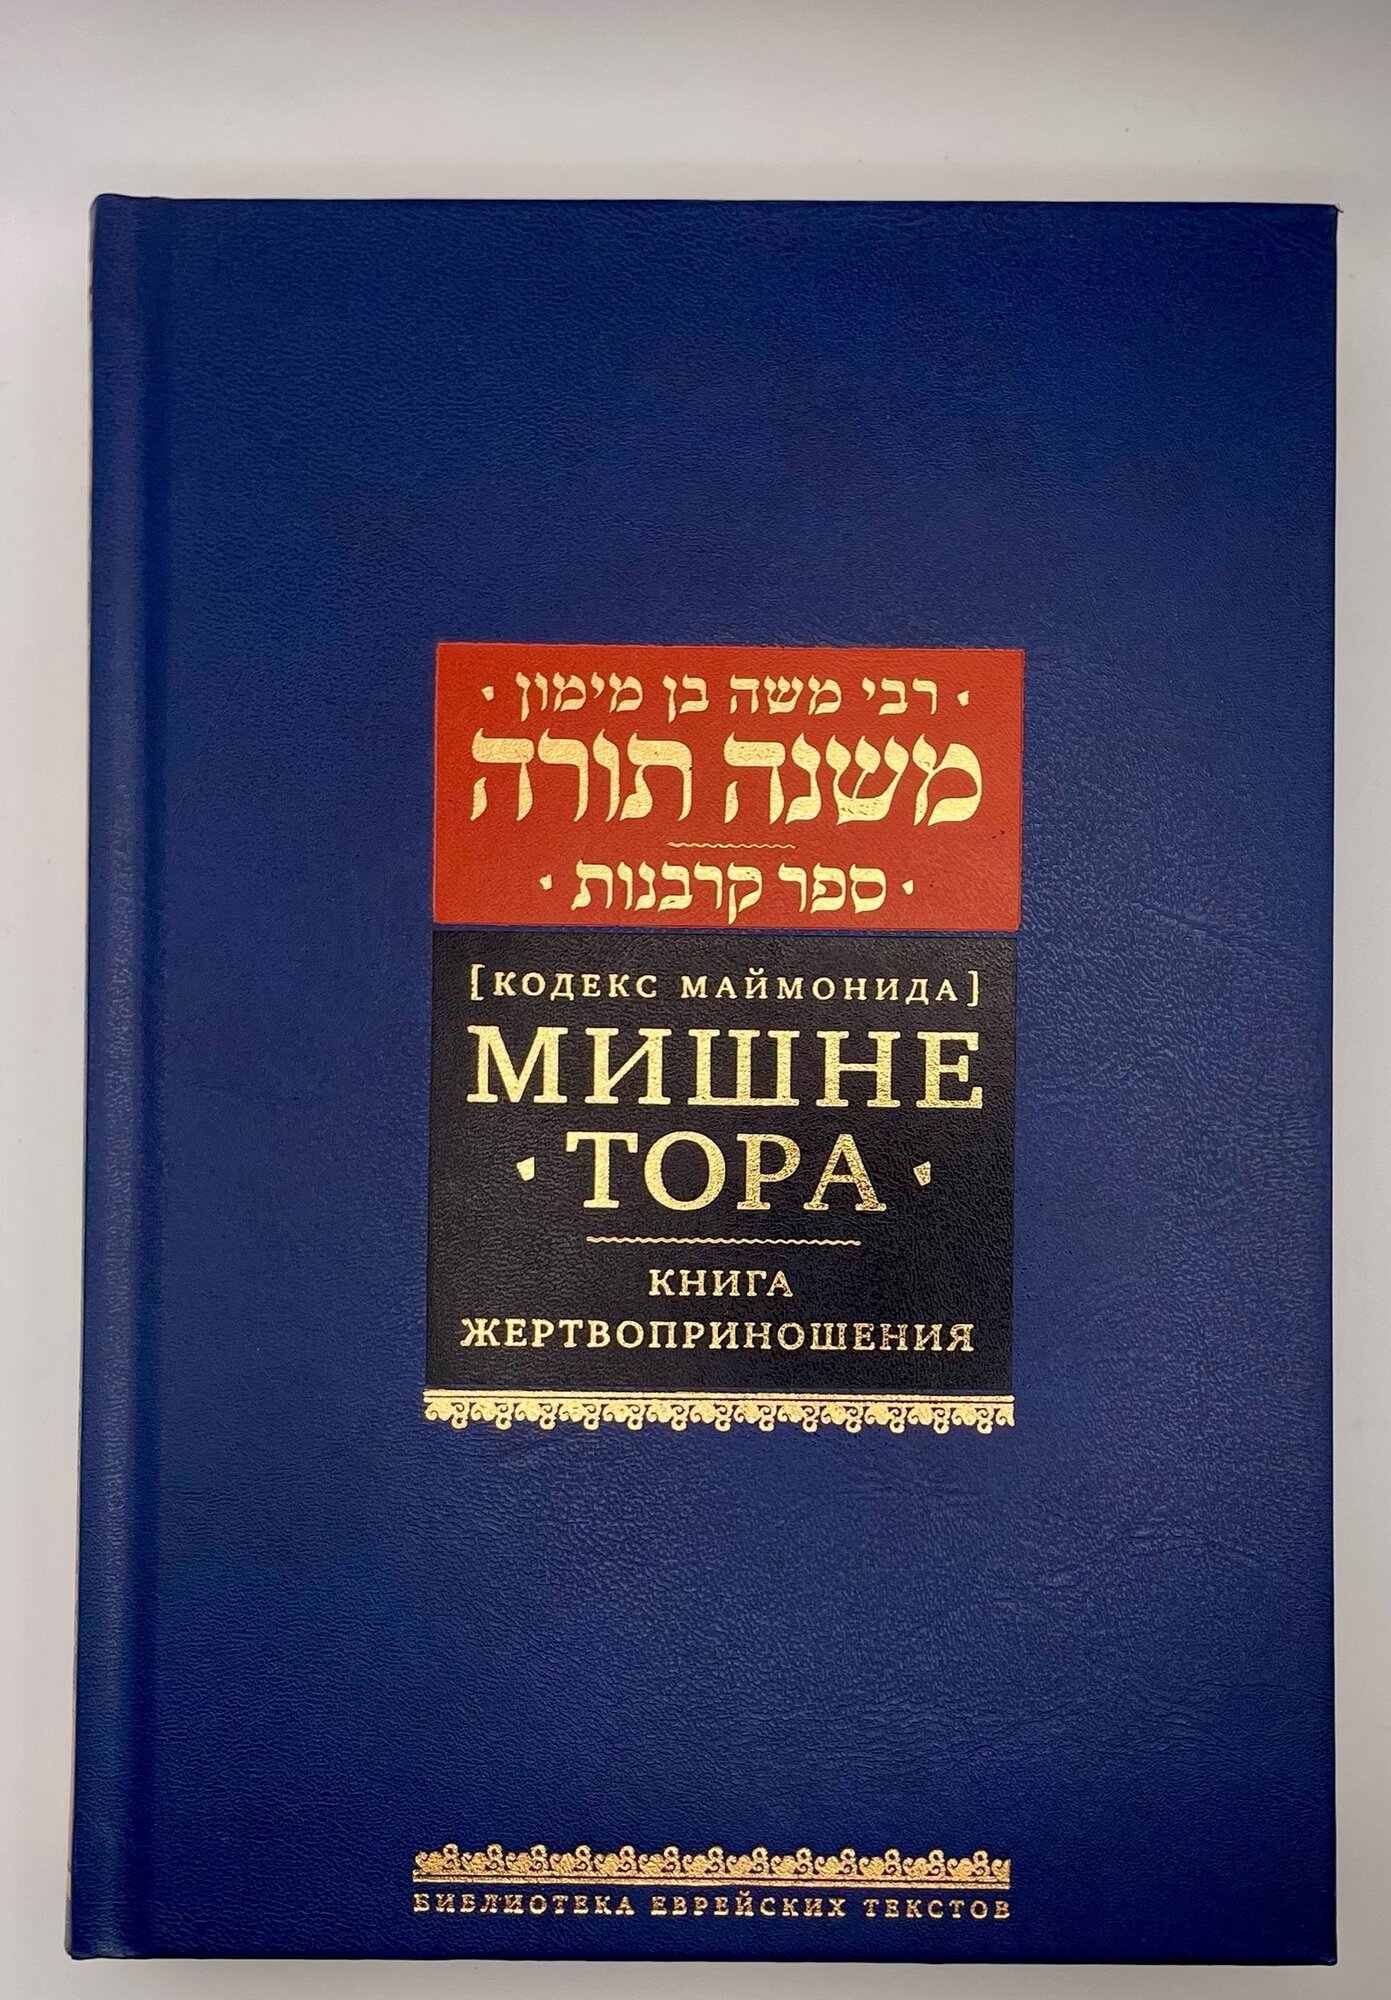 · רבי משה בן מימון ·
משנה תורה
· ספר קרבנות ·
[КОДЕКС МАЙМОНИДА]
МИШНЕ
· ТОРА ·
КНИГА
ЖЕРТВОПРИНОШЕНИЯ
БИБЛИОТЕКА ЕВРЕЙСКИХ ТЕКСТОВ